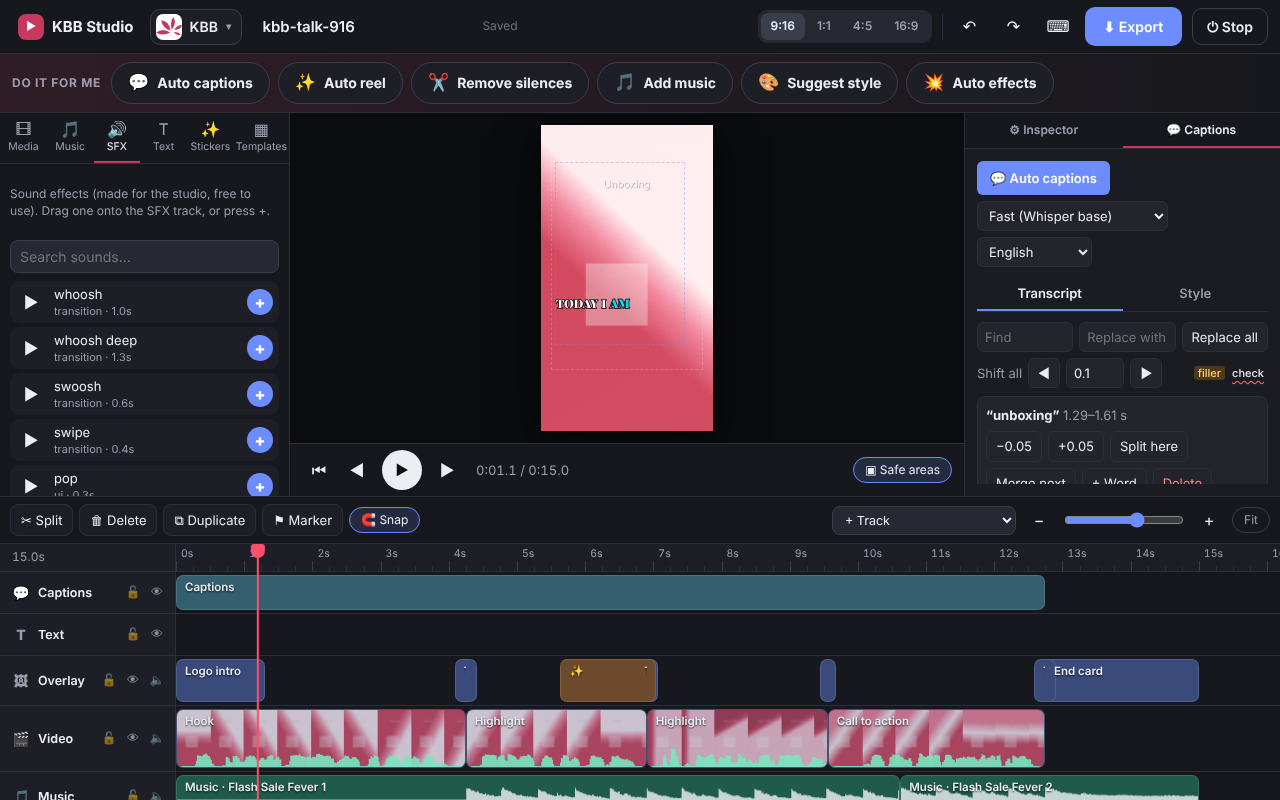 KBB Studio
KBB
kbb-talk-916
Saved
9:16 1:1 4:5 16:9
Export
Stop
DO IT FOR ME
Auto captions
Auto reel
Remove silences
Add music
Suggest style
Auto effects
Media Music SFX Text Stickers Templates
Sound effects (made for the studio, free to
use). Drag one onto the SFX track, or press +.
Search sounds...
whoosh
transition · 1.0s
whoosh deep
transition · 1.3s
swoosh
transition · 0.6s
swipe
transition · 0.4s
pop
ui · 0.3s
Unboxing
TODAY I AM
0:01.1 / 0:15.0
Safe areas
Inspector
Captions
Auto captions
Fast (Whisper base)
English
Transcript
Style
Find
Replace with
Replace all
Shift all
0.1
filler
check
“unboxing” 1.29–1.61 s
−0.05
+0.05
Split here
Merge next
+ Word
Delete
Split
Delete
Duplicate
Marker
Snap
+ Track
−
+
Fit
15.0s
0s 2s 3s 4s 5s 6s 7s 8s 9s 10s 11s 12s 13s 14s 15s
Captions
Captions
Text
Overlay
Logo intro
End card
Video
Hook
Highlight
Highlight
Call to action
Music
Music · Flash Sale Fever 1
Music · Flash Sale Fever 2